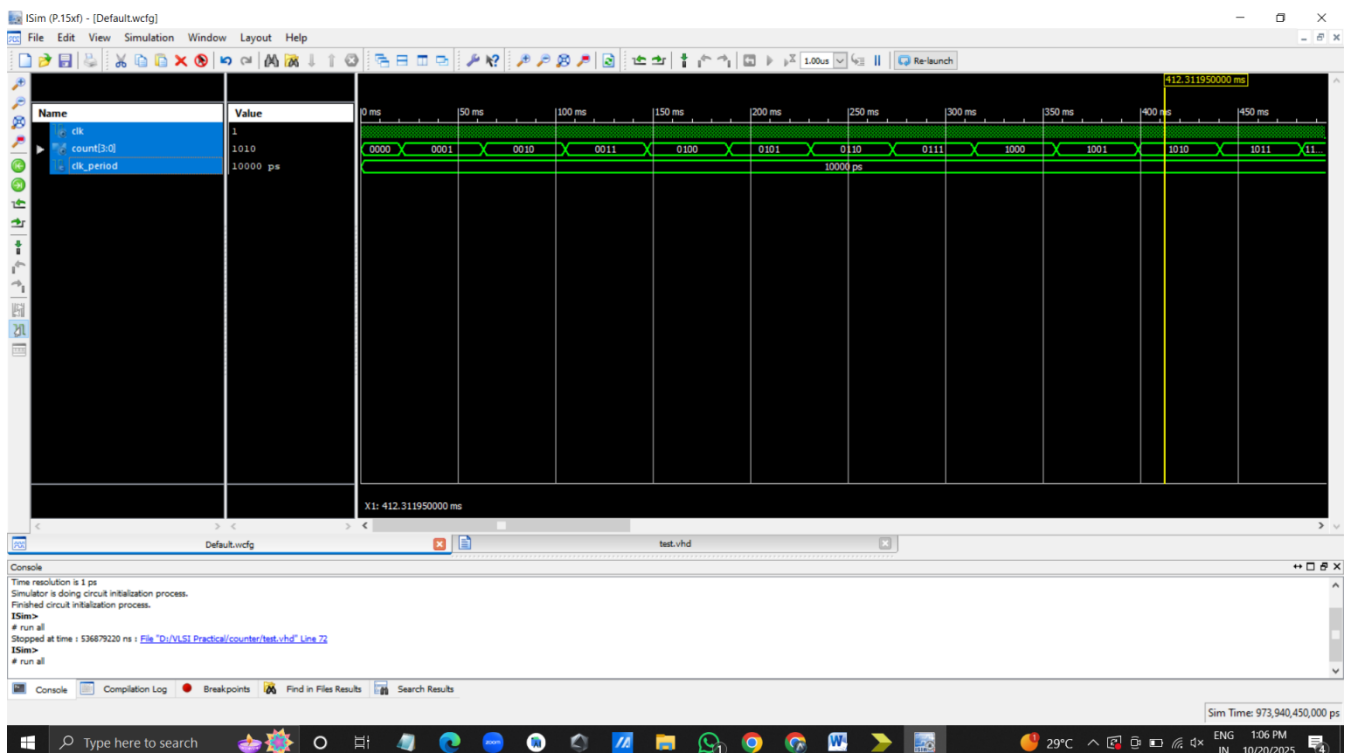 ISim (P.15xf) - [Default.wcfg]
File Edit View Simulation Window Layout Help
1.00us Re-launch
412.311950000 ms
Name Value 0 ms 50 ms 100 ms 150 ms 200 ms 250 ms 300 ms 350 ms 400 ms 450 ms
clk 1
count[3:0] 1010 0000 0001 0010 0011 0100 0101 0110 0111 1000 1001 1010 1011 11...
clk_period 10000 ps 10000 ps
X1: 412.311950000 ms
Default.wcfg test.vhd
Console
Time resolution is 1 ps
Simulator is doing circuit initialization process.
Finished circuit initialization process.
ISim>
# run all
Stopped at time : 536879220 ns : File "D:/VLSI Practical/counter/test.vhd" Line 72
ISim>
# run all
Console Compilation Log Breakpoints Find in Files Results Search Results
Sim Time: 973,940,450,000 ps
Type here to search zoom W 29°C ENG 1:06 PM
IN 10/20/2025